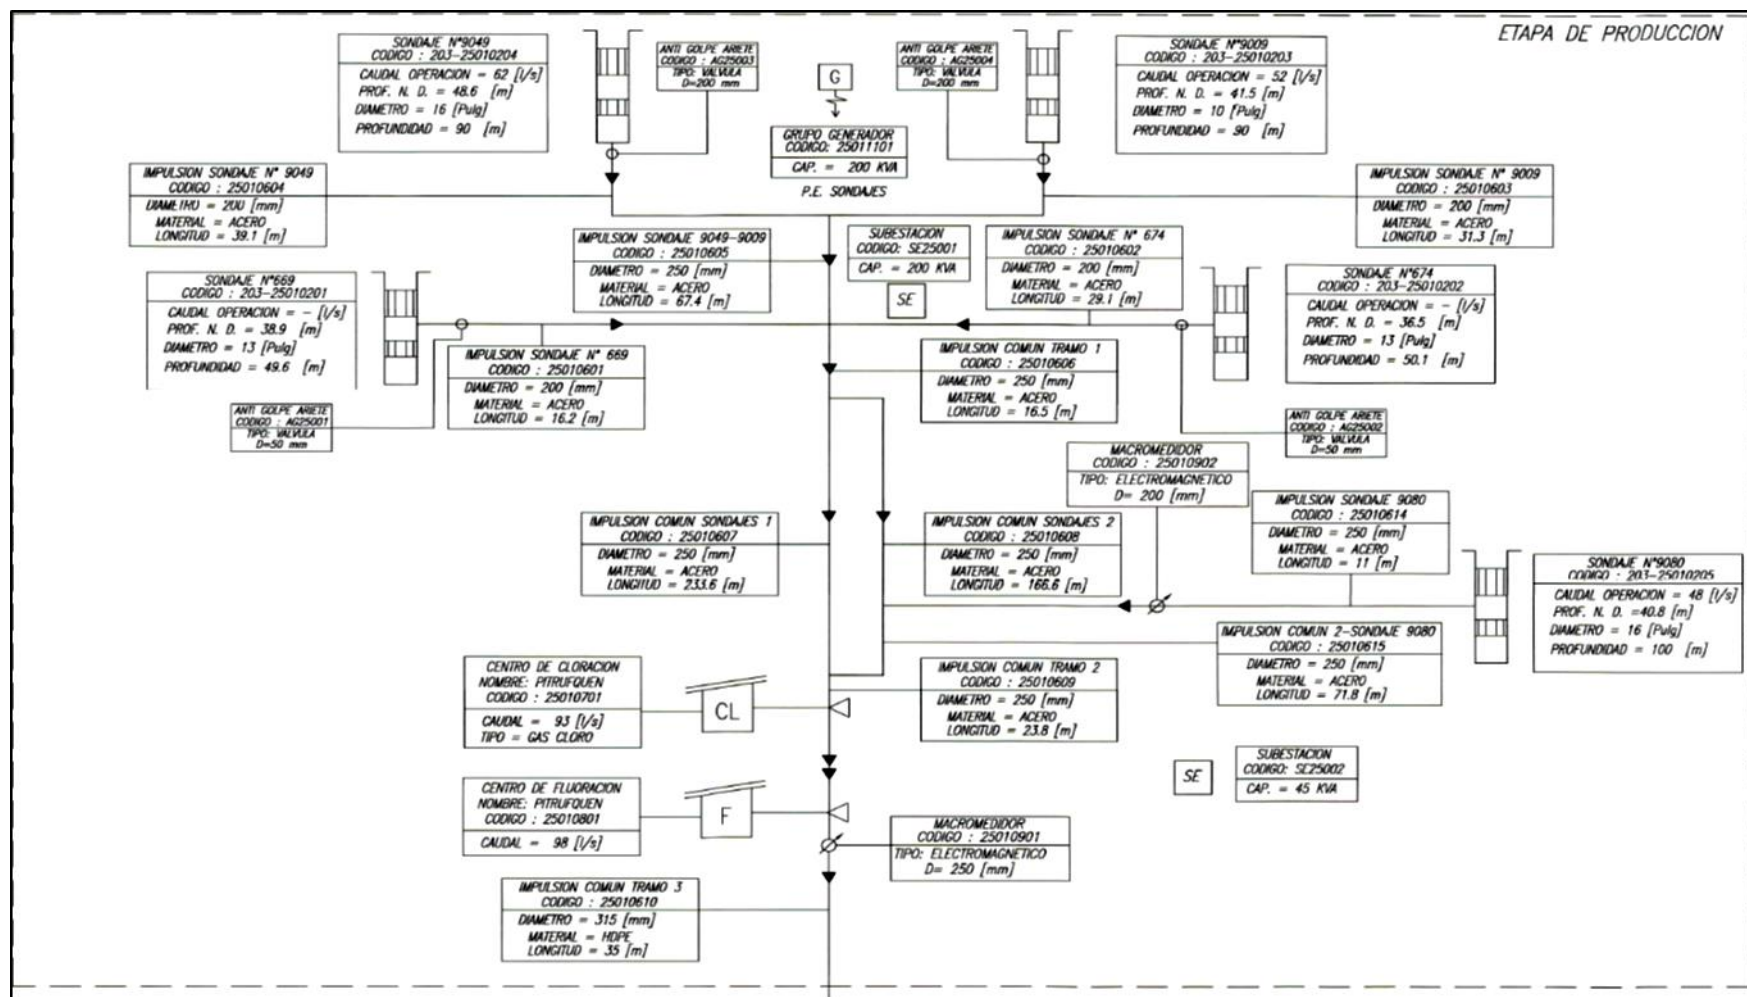 ETAPA DE PRODUCCION
SONDAJE N°9049
CODIGO : 203-25010204
CAUDAL OPERACION = 62 [l/s]
PROF. N. D. = 48.6 [m]
DIAMETRO = 16 [Pulg]
PROFUNDIDAD = 90 [m]
ANTI GOLPE ARIETE
CODIGO : AG25003
TIPO: VALVULA
D=200 mm
G
GRUPO GENERADOR
CODIGO: 25011101
CAP. = 200 KVA
P.E. SONDAJES
ANTI GOLPE ARIETE
CODIGO : AG25004
TIPO: VALVULA
D=200 mm
SONDAJE N°9009
CODIGO : 203-25010203
CAUDAL OPERACION = 52 [l/s]
PROF. N. D. = 41.5 [m]
DIAMETRO = 10 [Pulg]
PROFUNDIDAD = 90 [m]
IMPULSION SONDAJE N° 9049
CODIGO : 25010604
DIAMETRO = 200 [mm]
MATERIAL = ACERO
LONGITUD = 39.1 [m]
IMPULSION SONDAJE N° 9009
CODIGO : 25010603
DIAMETRO = 200 [mm]
MATERIAL = ACERO
LONGITUD = 31.3 [m]
IMPULSION SONDAJE 9049-9009
CODIGO : 25010605
DIAMETRO = 250 [mm]
MATERIAL = ACERO
LONGITUD = 67.4 [m]
SUBESTACION
CODIGO: SE25001
CAP. = 200 KVA
SE
IMPULSION SONDAJE N° 674
CODIGO : 25010602
DIAMETRO = 200 [mm]
MATERIAL = ACERO
LONGITUD = 29.1 [m]
SONDAJE N°669
CODIGO : 203-25010201
CAUDAL OPERACION = - [l/s]
PROF. N. D. = 38.9 [m]
DIAMETRO = 13 [Pulg]
PROFUNDIDAD = 49.6 [m]
SONDAJE N°674
CODIGO : 203-25010202
CAUDAL OPERACION = - [l/s]
PROF. N. D. = 36.5 [m]
DIAMETRO = 13 [Pulg]
PROFUNDIDAD = 50.1 [m]
IMPULSION SONDAJE N° 669
CODIGO : 25010601
DIAMETRO = 200 [mm]
MATERIAL = ACERO
LONGITUD = 16.2 [m]
IMPULSION COMUN TRAMO 1
CODIGO : 25010606
DIAMETRO = 250 [mm]
MATERIAL = ACERO
LONGITUD = 16.5 [m]
ANTI GOLPE ARIETE
CODIGO : AG25001
TIPO: VALVULA
D=50 mm
ANTI GOLPE ARIETE
CODIGO : AG25002
TIPO: VALVULA
D=50 mm
MACROMEDIDOR
CODIGO : 25010902
TIPO: ELECTROMAGNETICO
D= 200 [mm]
IMPULSION SONDAJE 9080
CODIGO : 25010614
DIAMETRO = 250 [mm]
MATERIAL = ACERO
LONGITUD = 11 [m]
IMPULSION COMUN SONDAJES 1
CODIGO : 25010607
DIAMETRO = 250 [mm]
MATERIAL = ACERO
LONGITUD = 233.6 [m]
IMPULSION COMUN SONDAJES 2
CODIGO : 25010608
DIAMETRO = 250 [mm]
MATERIAL = ACERO
LONGITUD = 166.6 [m]
SONDAJE N°9080
CODIGO : 203-25010205
CAUDAL OPERACION = 48 [l/s]
PROF. N. D. =40.8 [m]
DIAMETRO = 16 [Pulg]
PROFUNDIDAD = 100 [m]
IMPULSION COMUN 2-SONDAJE 9080
CODIGO : 25010615
DIAMETRO = 250 [mm]
MATERIAL = ACERO
LONGITUD = 71.8 [m]
CENTRO DE CLORACION
NOMBRE: PITRUFQUEN
CODIGO : 25010701
CAUDAL = 93 [l/s]
TIPO = GAS CLORO
CL
IMPULSION COMUN TRAMO 2
CODIGO : 25010609
DIAMETRO = 250 [mm]
MATERIAL = ACERO
LONGITUD = 23.8 [m]
SE
SUBESTACION
CODIGO: SE25002
CAP. = 45 KVA
CENTRO DE FLUORACION
NOMBRE: PITRUFQUEN
CODIGO : 25010801
CAUDAL = 98 [l/s]
F
MACROMEDIDOR
CODIGO : 25010901
TIPO: ELECTROMAGNETICO
D= 250 [mm]
IMPULSION COMUN TRAMO 3
CODIGO : 25010610
DIAMETRO = 315 [mm]
MATERIAL = HDPE
LONGITUD = 35 [m]